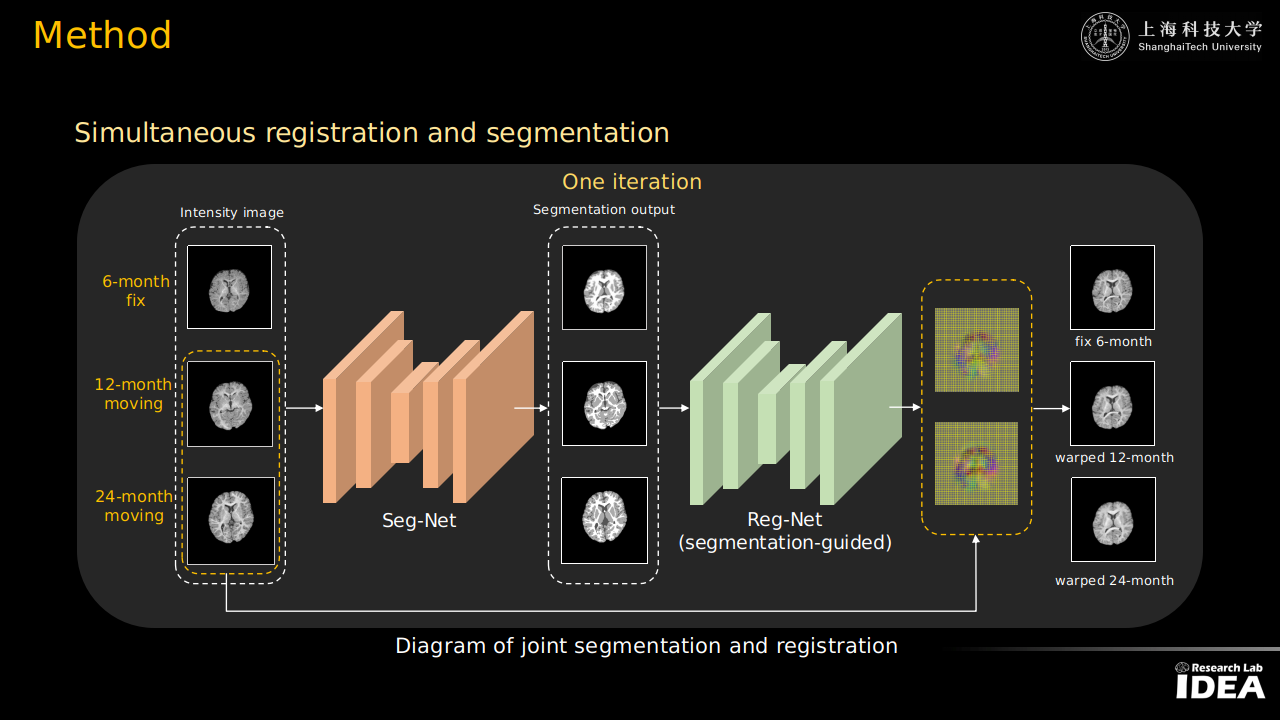 Method
上海科技大学
ShanghaiTech University
Simultaneous registration and segmentation
One iteration
Intensity image
Segmentation output
6-month
fix
12-month
moving
24-month
moving
Seg-Net
Reg-Net
(segmentation-guided)
fix 6-month
warped 12-month
warped 24-month
Diagram of joint segmentation and registration
Research Lab
IDEA